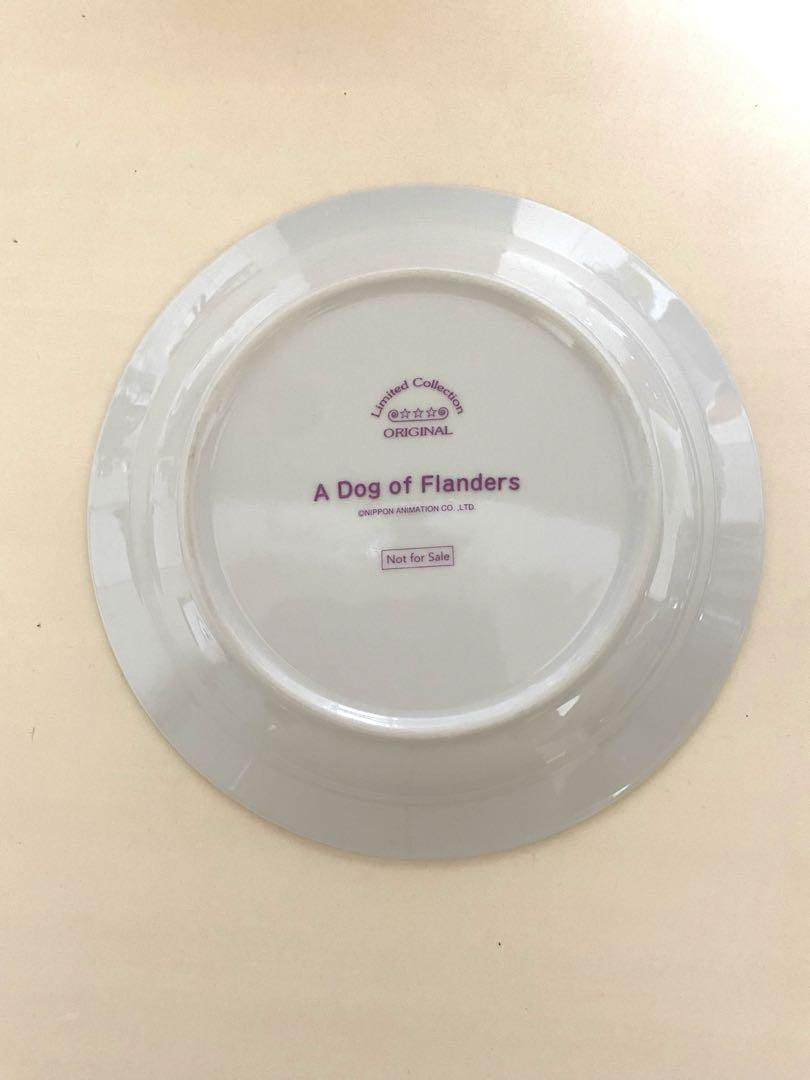 Limited Collection
ORIGINAL
A Dog of Flanders
©NIPPON ANIMATION CO.,LTD.
Not for Sale